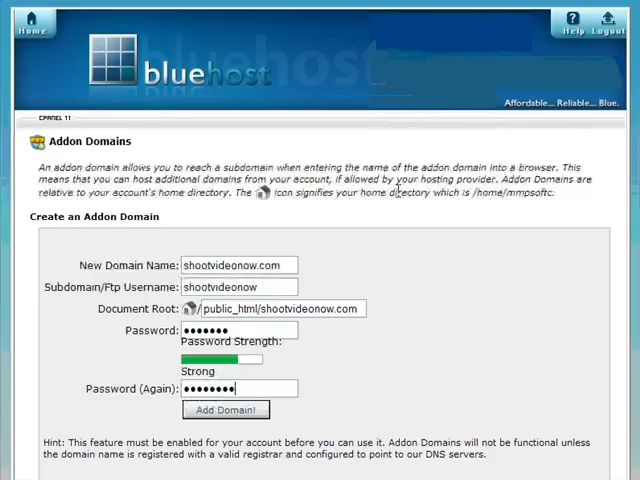 Home
Help Logout
bluehost
Affordable... Reliable... Blue.
CPANEL 11
Addon Domains
An addon domain allows you to reach a subdomain when entering the name of the addon domain into a browser. This
means that you can host additional domains from your account, if allowed by your hosting provider. Addon Domains are
relative to your account's home directory. The icon signifies your home directory which is /home/mmpsoftc.
Create an Addon Domain
New Domain Name: shootvideonow.com
Subdomain/Ftp Username: shootvideonow
Document Root: / public_html/shootvideonow.com
Password: •••••••
Password Strength:
Strong
Password (Again): ••••••••
Add Domain!
Hint: This feature must be enabled for your account before you can use it. Addon Domains will not be functional unless
the domain name is registered with a valid registrar and configured to point to our DNS servers.